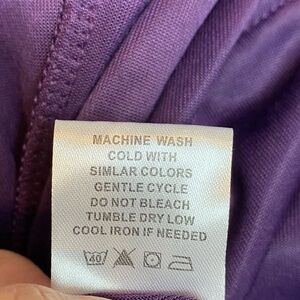 MACHINE WASH
COLD WITH
SIMLAR COLORS
GENTLE CYCLE
DO NOT BLEACH
TUMBLE DRY LOW
COOL IRON IF NEEDED
40